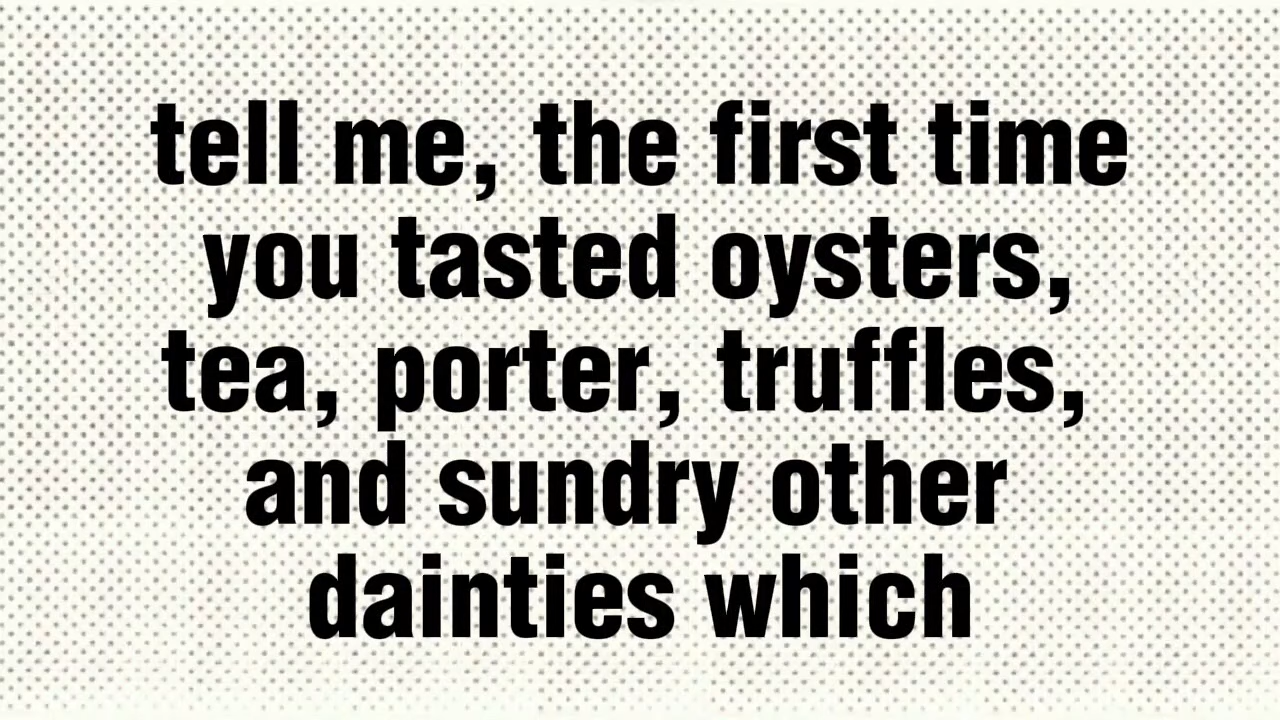 tell me, the first time
you tasted oysters,
tea, porter, truffles,
and sundry other
dainties which